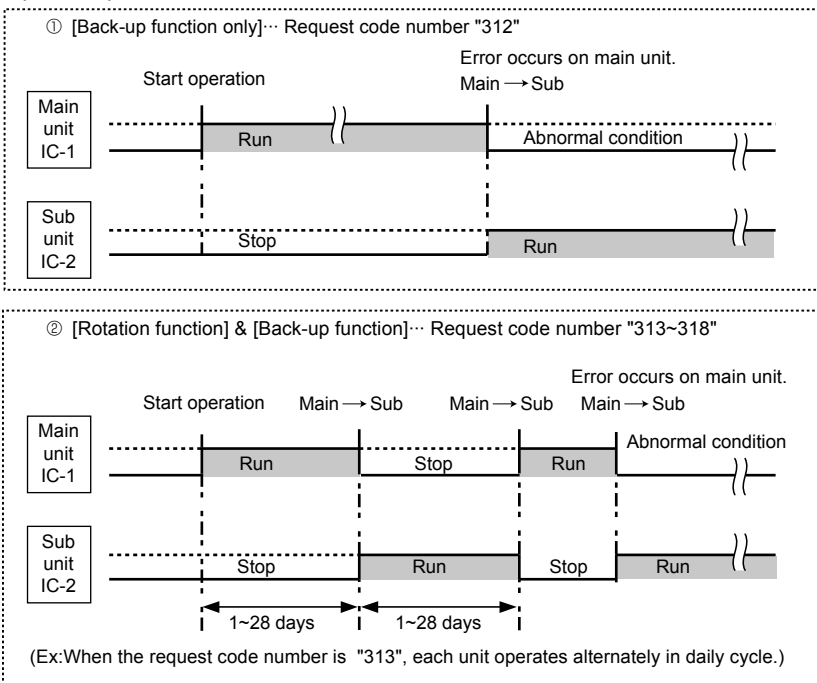 ① [Back-up function only]··· Request code number "312"
Error occurs on main unit.
Start operation
Main → Sub
Main
unit
IC-1
Run
Abnormal condition
Sub
unit
IC-2
Stop
Run
② [Rotation function] & [Back-up function]··· Request code number "313~318"
Error occurs on main unit.
Start operation Main → Sub Main → Sub Main → Sub
Main
unit
IC-1
Abnormal condition
Run Stop Run
Sub
unit
IC-2
Stop Run Stop Run
1~28 days 1~28 days
(Ex:When the request code number is "313", each unit operates alternately in daily cycle.)